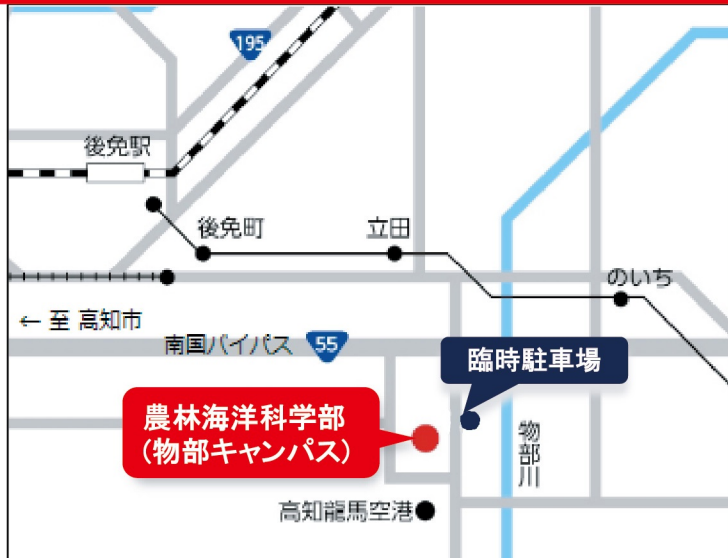 195
後免駅
後免町
立田
のいち
← 至 高知市
南国バイパス 55
臨時駐車場
農林海洋科学部
(物部キャンパス)
物部川
高知龍馬空港